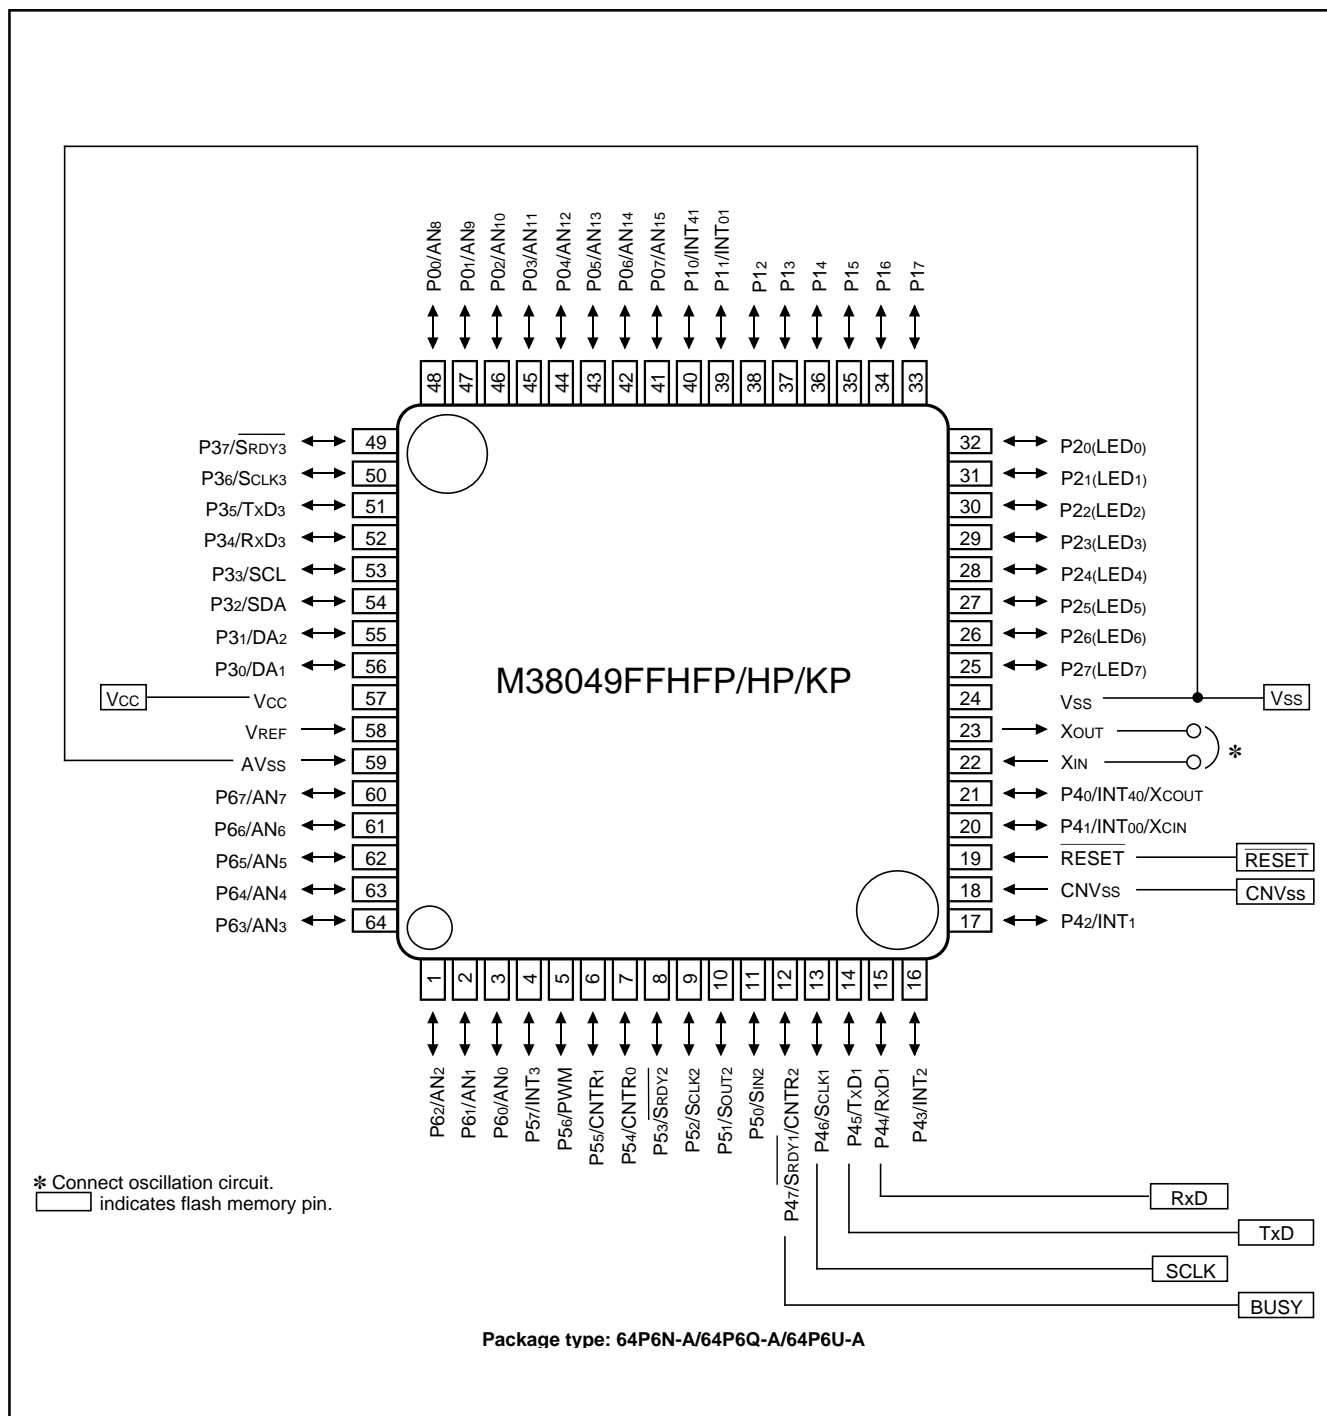 P00/AN8
P01/AN9
P02/AN10
P03/AN11
P04/AN12
P05/AN13
P06/AN14
P07/AN15
P10/INT41
P11/INT01
P12
P13
P14
P15
P16
P17
48 47 46 45 44 43 42 41 40 39 38 37 36 35 34 33
P37/SRDY3 49
P36/SCLK3 50
P35/TXD3 51
P34/RXD3 52
P33/SCL 53
P32/SDA 54
P31/DA2 55
P30/DA1 56
VCC VCC 57
VREF 58
AVSS 59
P67/AN7 60
P66/AN6 61
P65/AN5 62
P64/AN4 63
P63/AN3 64
M38049FFHFP/HP/KP
32 P20(LED0)
31 P21(LED1)
30 P22(LED2)
29 P23(LED3)
28 P24(LED4)
27 P25(LED5)
26 P26(LED6)
25 P27(LED7)
24 VSS VSS
23 XOUT
22 XIN *
21 P40/INT40/XCOUT
20 P41/INT00/XCIN
19 RESET RESET
18 CNVSS CNVSS
17 P42/INT1
1 2 3 4 5 6 7 8 9 10 11 12 13 14 15 16
P62/AN2
P61/AN1
P60/AN0
P57/INT3
P56/PWM
P55/CNTR1
P54/CNTR0
P53/SRDY2
P52/SCLK2
P51/SOUT2
P50/SIN2
P47/SRDY1/CNTR2
P46/SCLK1
P45/TXD1
P44/RXD1
P43/INT2
* Connect oscillation circuit.
indicates flash memory pin.
RxD
TxD
SCLK
BUSY
Package type: 64P6N-A/64P6Q-A/64P6U-A